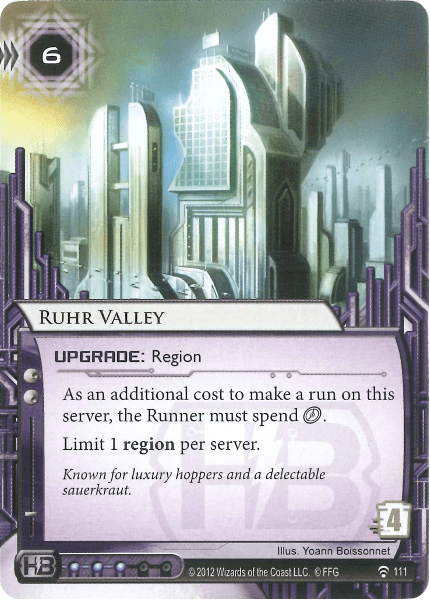 6
RUHR VALLEY
UPGRADE: Region
As an additional cost to make a run on this
server, the Runner must spend .
Limit 1 region per server.
Known for luxury hoppers and a delectable
sauerkraut.
4
Illus. Yoann Boissonnet
HB
© 2012 Wizards of the Coast LLC. © FFG
111